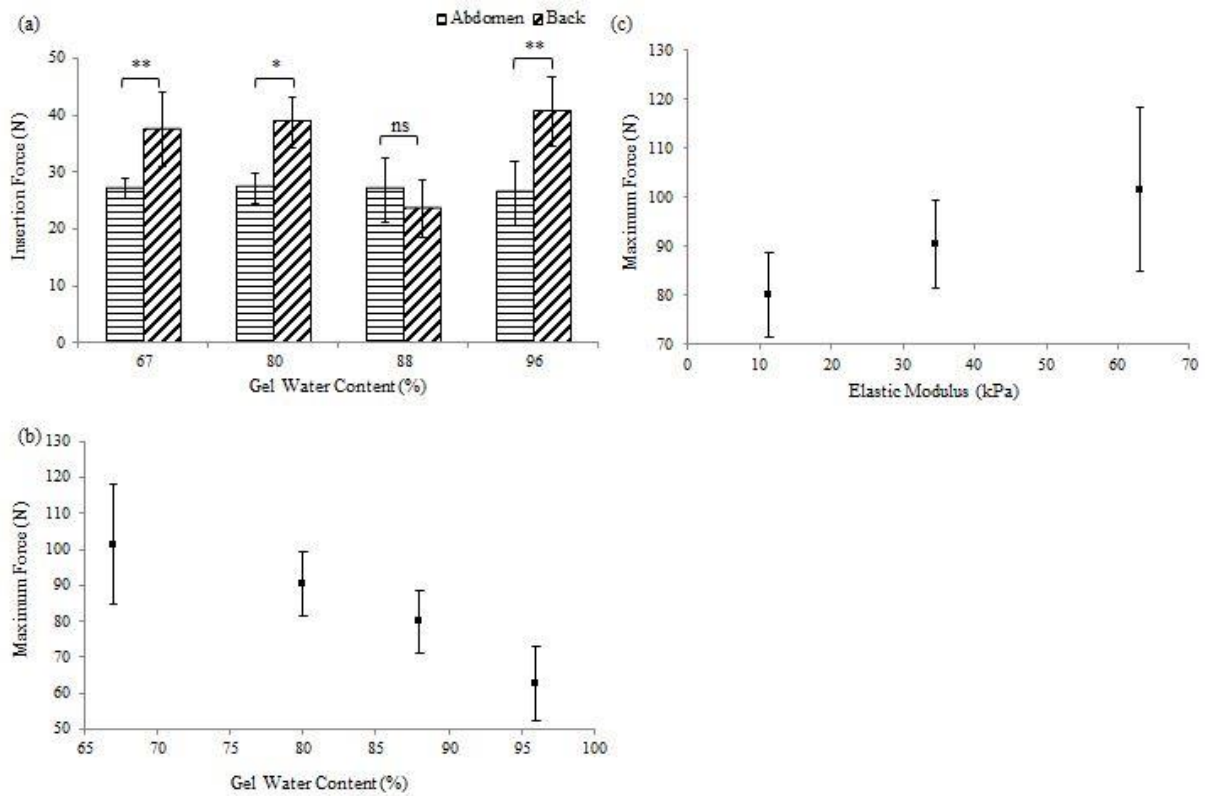 (a)
Abdomen Back
Insertion Force (N)
50
40
30
20
10
0
** * ns **
67 80 88 96
Gel Water Content (%)
(c)
Maximum Force (N)
130
120
110
100
90
80
70
0 10 20 30 40 50 60 70
Elastic Modulus (kPa)
(b)
Maximum Force (N)
130
120
110
100
90
80
70
60
50
65 70 75 80 85 90 95 100
Gel Water Content (%)